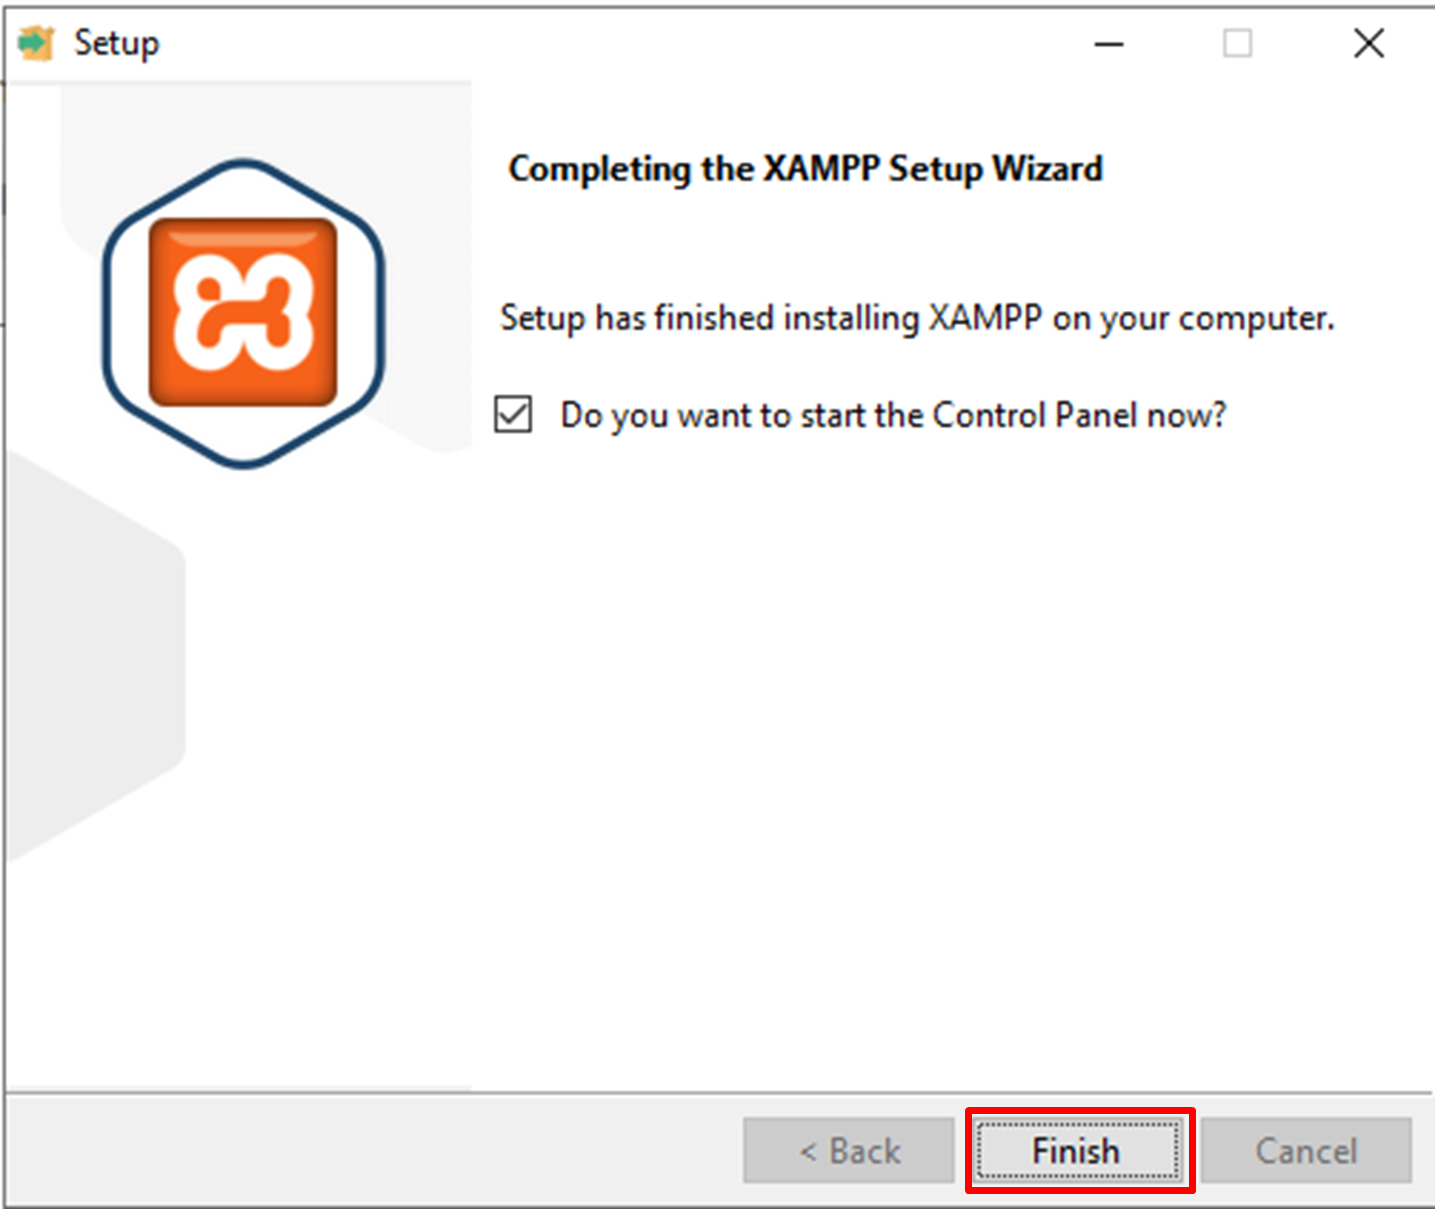 Setup
Completing the XAMPP Setup Wizard
Setup has finished installing XAMPP on your computer.
Do you want to start the Control Panel now?
< Back
Finish
Cancel